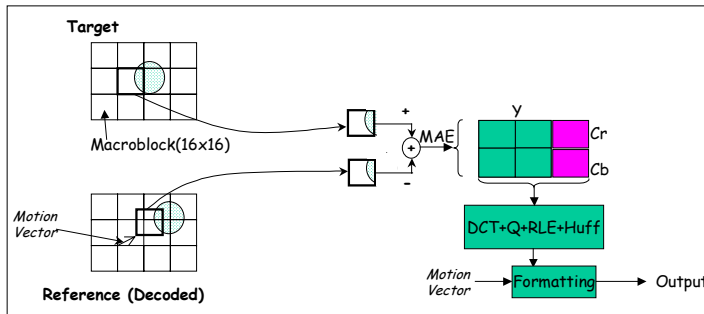 Target
Macroblock(16x16)
+
+
-
MAE
Y
Cr
Cb
Motion
Vector
Reference (Decoded)
DCT+Q+RLE+Huff
Motion
Vector
Formatting
Output